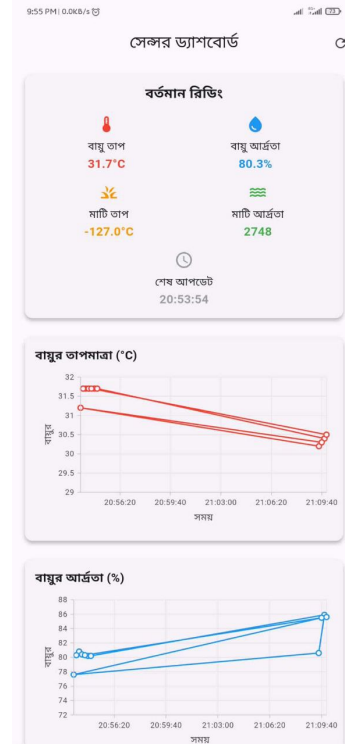 9:55 PM | 0.0KB/s
73
সেন্সর ড্যাশবোর্ড
বর্তমান রিডিং
বায়ু তাপ
বায়ু আর্দ্রতা
31.7°C
80.3%
মাটি তাপ
মাটি আর্দ্রতা
-127.0°C
2748
শেষ আপডেট
20:53:54
বায়ুর তাপমাত্রা (°C)
32
31.5
31
30.5
30
29.5
29
বায়ুর
20:56:20 20:59:40 21:03:00 21:06:20 21:09:40
সময়
বায়ুর আর্দ্রতা (%)
88
86
84
82
80
78
76
74
72
বায়ুর
20:56:20 20:59:40 21:03:00 21:06:20 21:09:40
সময়